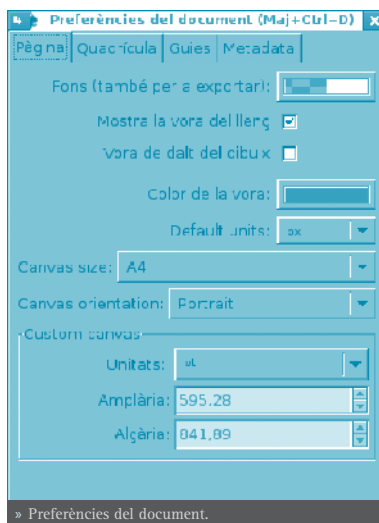 Preferències del document (Maj+Ctrl-D)
Pàgina Quadrícula Guies Metadata
Fons (també per a exportar):
Mostra la vora del llenç
Vora de dalt del dibuix
Color de la vora:
Default units: px
Canvas size: A4
Canvas orientation: Portrait
Custom canvas
Unitats: pt
Amplària: 595,28
Alçària: 841,89
» Preferències del document.